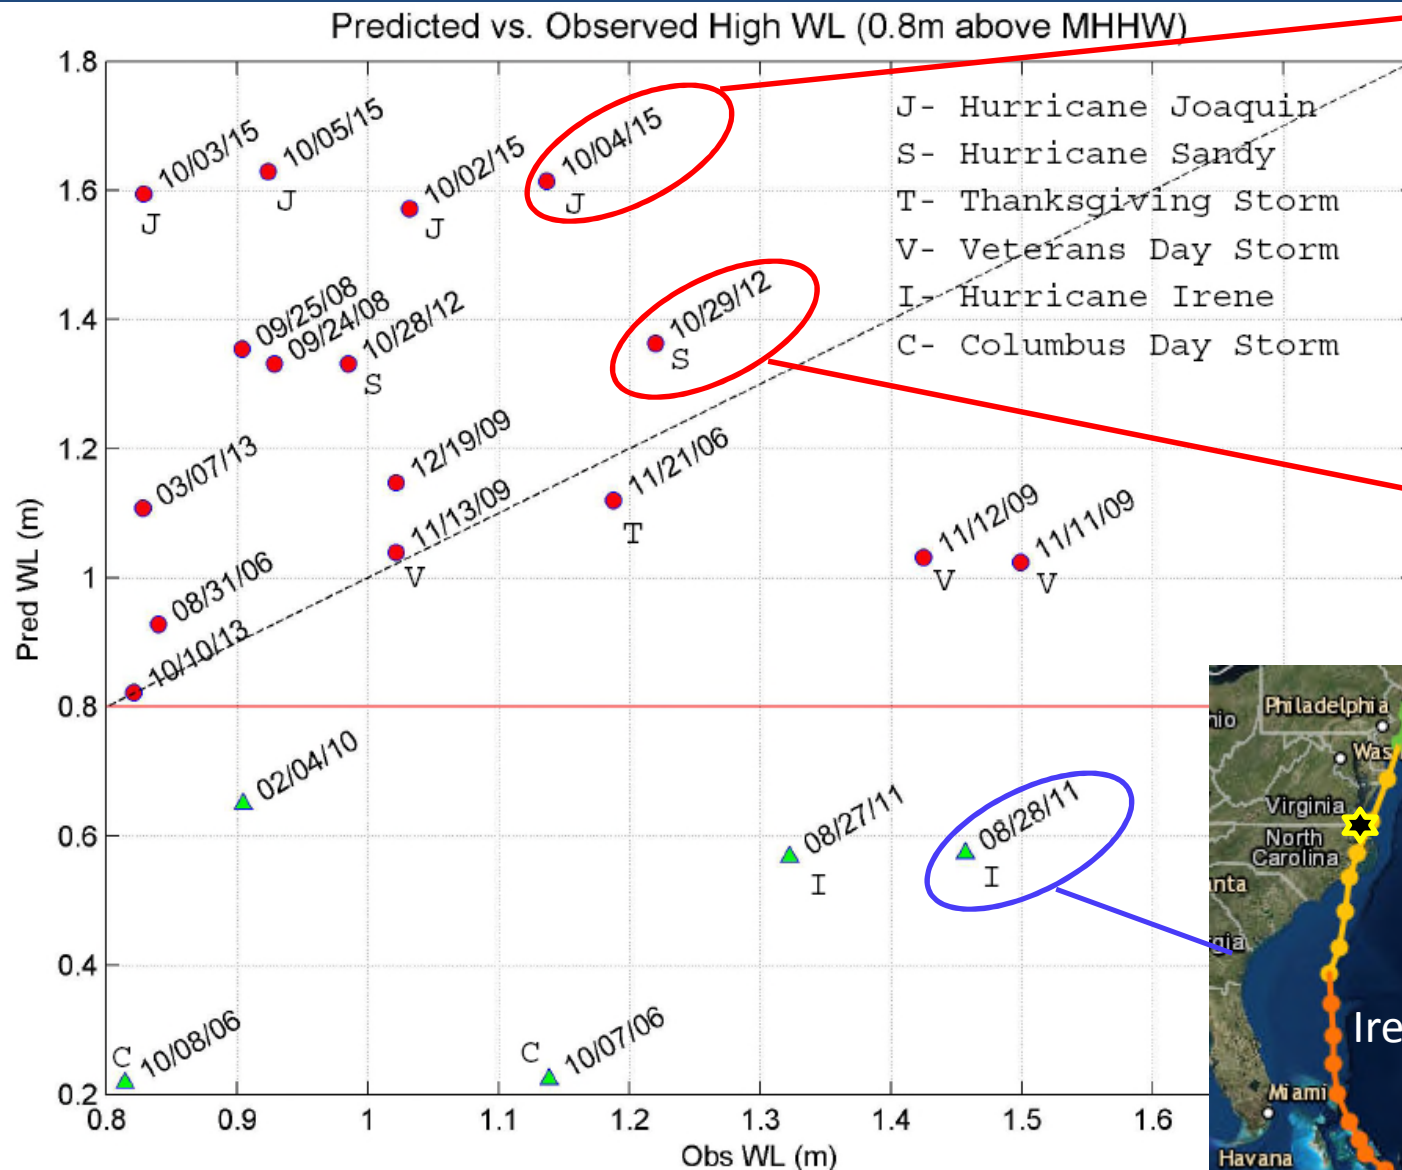 Predicted vs. Observed High WL (0.8m above MHHW)
1.8
1.6
1.4
1.2
1
0.8
0.6
0.4
0.2
Pred WL (m)
10/03/15
J
10/05/15
J
10/02/15
J
10/04/15
J
J- Hurricane Joaquin
S- Hurricane Sandy
T- Thanksgiving Storm
V- Veterans Day Storm
I- Hurricane Irene
C- Columbus Day Storm
09/25/08
09/24/08
10/28/12
S
10/29/12
S
03/07/13
12/19/09
11/13/09
V
11/21/06
T
11/12/09
V
11/11/09
V
08/31/06
10/10/13
02/04/10
08/27/11
I
08/28/11
I
C
10/08/06
C
10/07/06
0.8
0.9
1
1.1
1.2
1.3
1.4
1.5
1.6
Obs WL (m)
Philadelphia
Virginia
North
Carolina
Miami
Havana